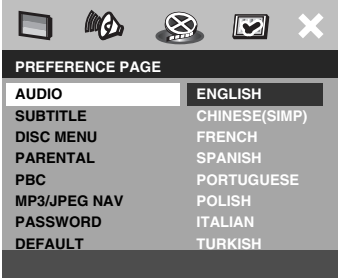 PREFERENCE PAGE
AUDIO ENGLISH
SUBTITLE CHINESE(SIMP)
DISC MENU FRENCH
PARENTAL SPANISH
PBC PORTUGUESE
MP3/JPEG NAV POLISH
PASSWORD ITALIAN
DEFAULT TURKISH